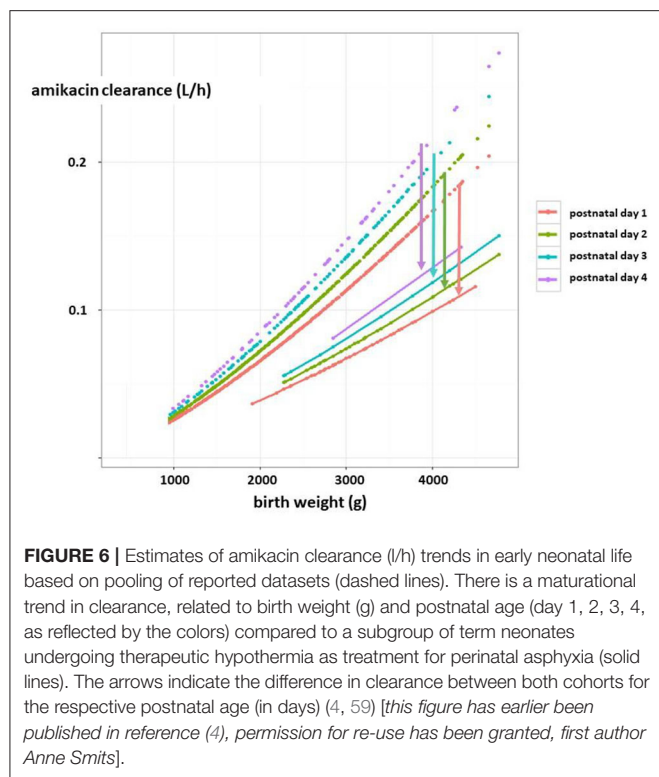 amikacin clearance (L/h)
0.2
0.1
1000 2000 3000 4000
birth weight (g)
postnatal day 1
postnatal day 2
postnatal day 3
postnatal day 4
FIGURE 6 | Estimates of amikacin clearance (l/h) trends in early neonatal life
based on pooling of reported datasets (dashed lines). There is a maturational
trend in clearance, related to birth weight (g) and postnatal age (day 1, 2, 3, 4,
as reflected by the colors) compared to a subgroup of term neonates
undergoing therapeutic hypothermia as treatment for perinatal asphyxia (solid
lines). The arrows indicate the difference in clearance between both cohorts for
the respective postnatal age (in days) (4, 59) [this figure has earlier been
published in reference (4), permission for re-use has been granted, first author
Anne Smits].